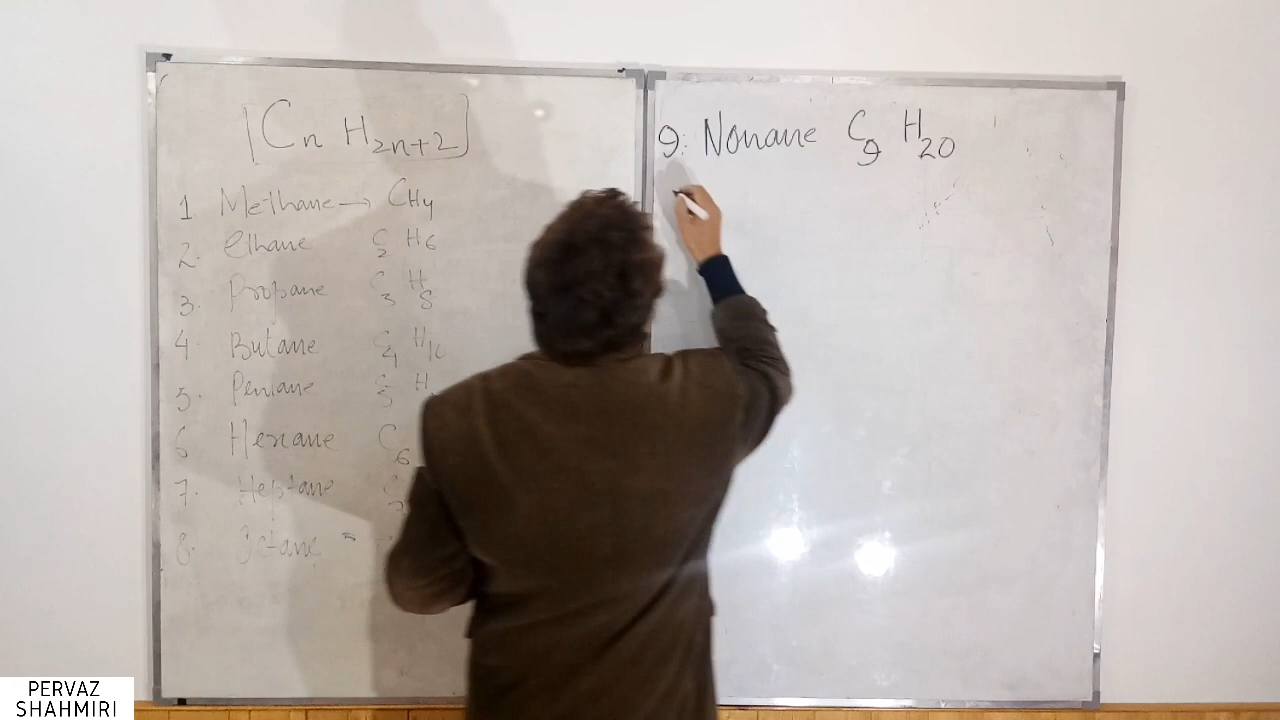 [Cn H2n+2]
1 Methane → CH4
2. Ethane C2 H6
3. Propane C3 H8
4. Butane C4 H10
5. Pentane C5 H
6 Hexane C6
7. Heptane C7
8. Octane =
9: Nonane C9 H20
PERVAZ
SHAHMIRI